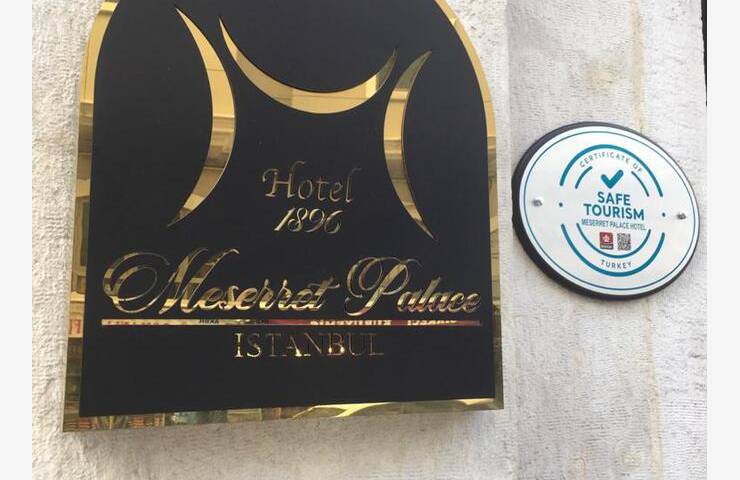 Hotel
1896
Meserret Palace
ISTANBUL
CERTIFICATE OF
SAFE
TOURISM
MESERRET PALACE HOTEL
TURKEY